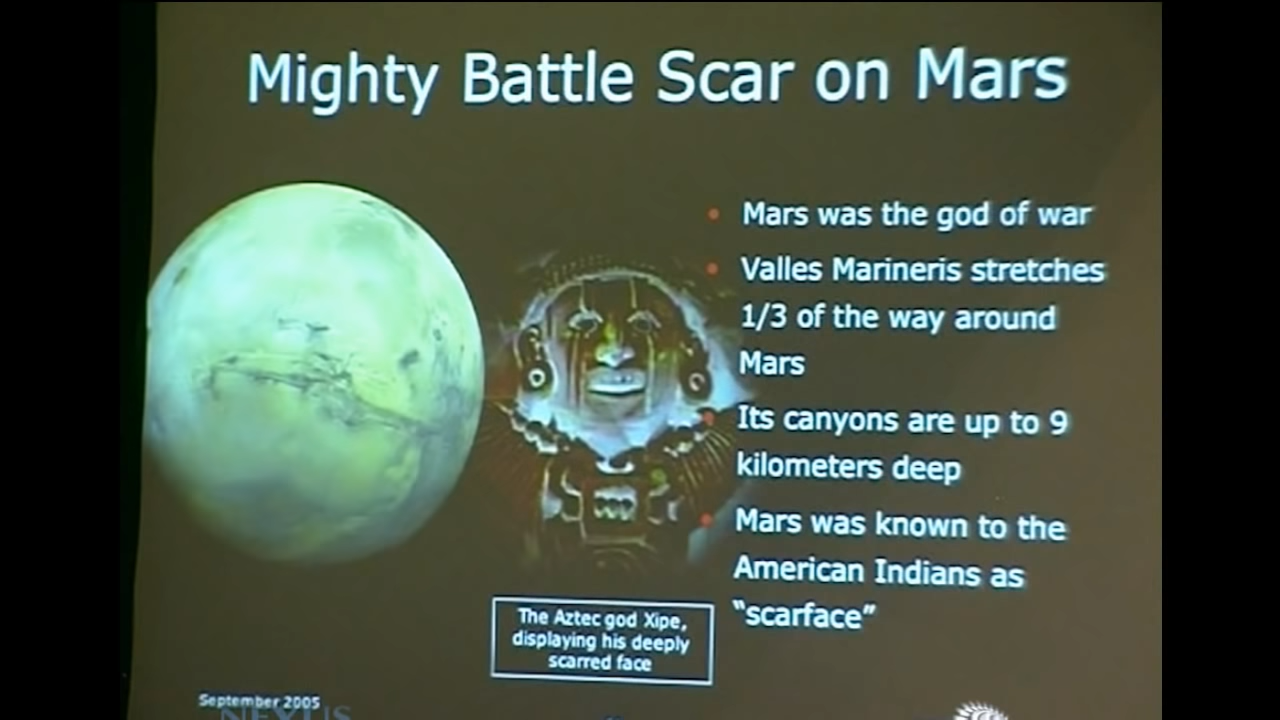 Mighty Battle Scar on Mars
Mars was the god of war
Valles Marineris stretches
1/3 of the way around
Mars
Its canyons are up to 9
kilometers deep
Mars was known to the
American Indians as
“scarface”
The Aztec god Xipe,
displaying his deeply
scarred face
September 2005
NEXUS